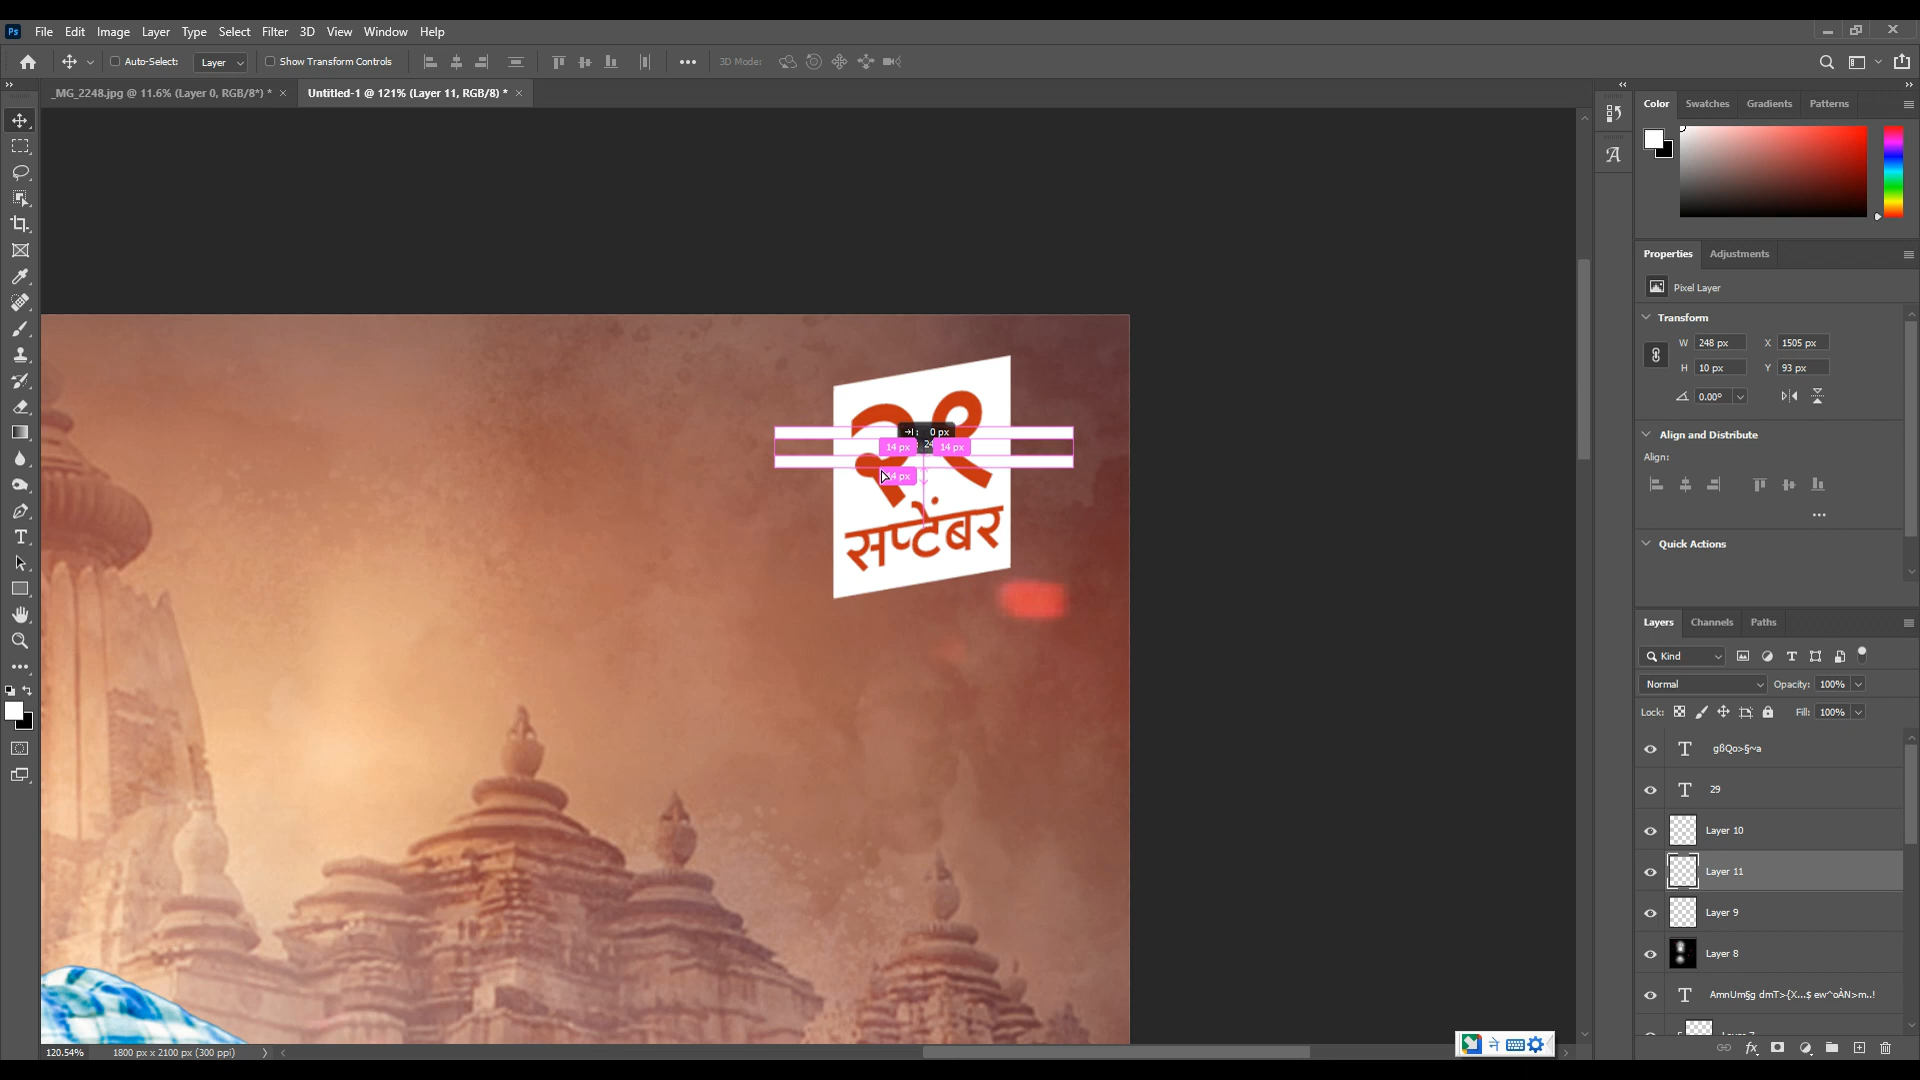 Ps File Edit Image Layer Type Select Filter 3D View Window Help
Auto-Select: Layer Show Transform Controls 3D Mode:
_MG_2248.jpg @ 11.6% (Layer 0, RGB/8*) * × Untitled-1 @ 121% (Layer 11, RGB/8) * ×
Color Swatches Gradients Patterns
Properties Adjustments
Pixel Layer
Transform
W 248 px X 1505 px
H 10 px Y 93 px
0.00°
Align and Distribute
Align:
Quick Actions
0 px
14 px 14 px
सप्टेंबर
Layers Channels Paths
Kind
Normal Opacity: 100%
Lock: Fill: 100%
gßQo>§~a
29
Layer 10
Layer 11
Layer 9
Layer 8
AmnUm§g dmT>{X...$ ew^oÀN>m..!
120.54% 1800 px x 2100 px (300 ppi)
ने